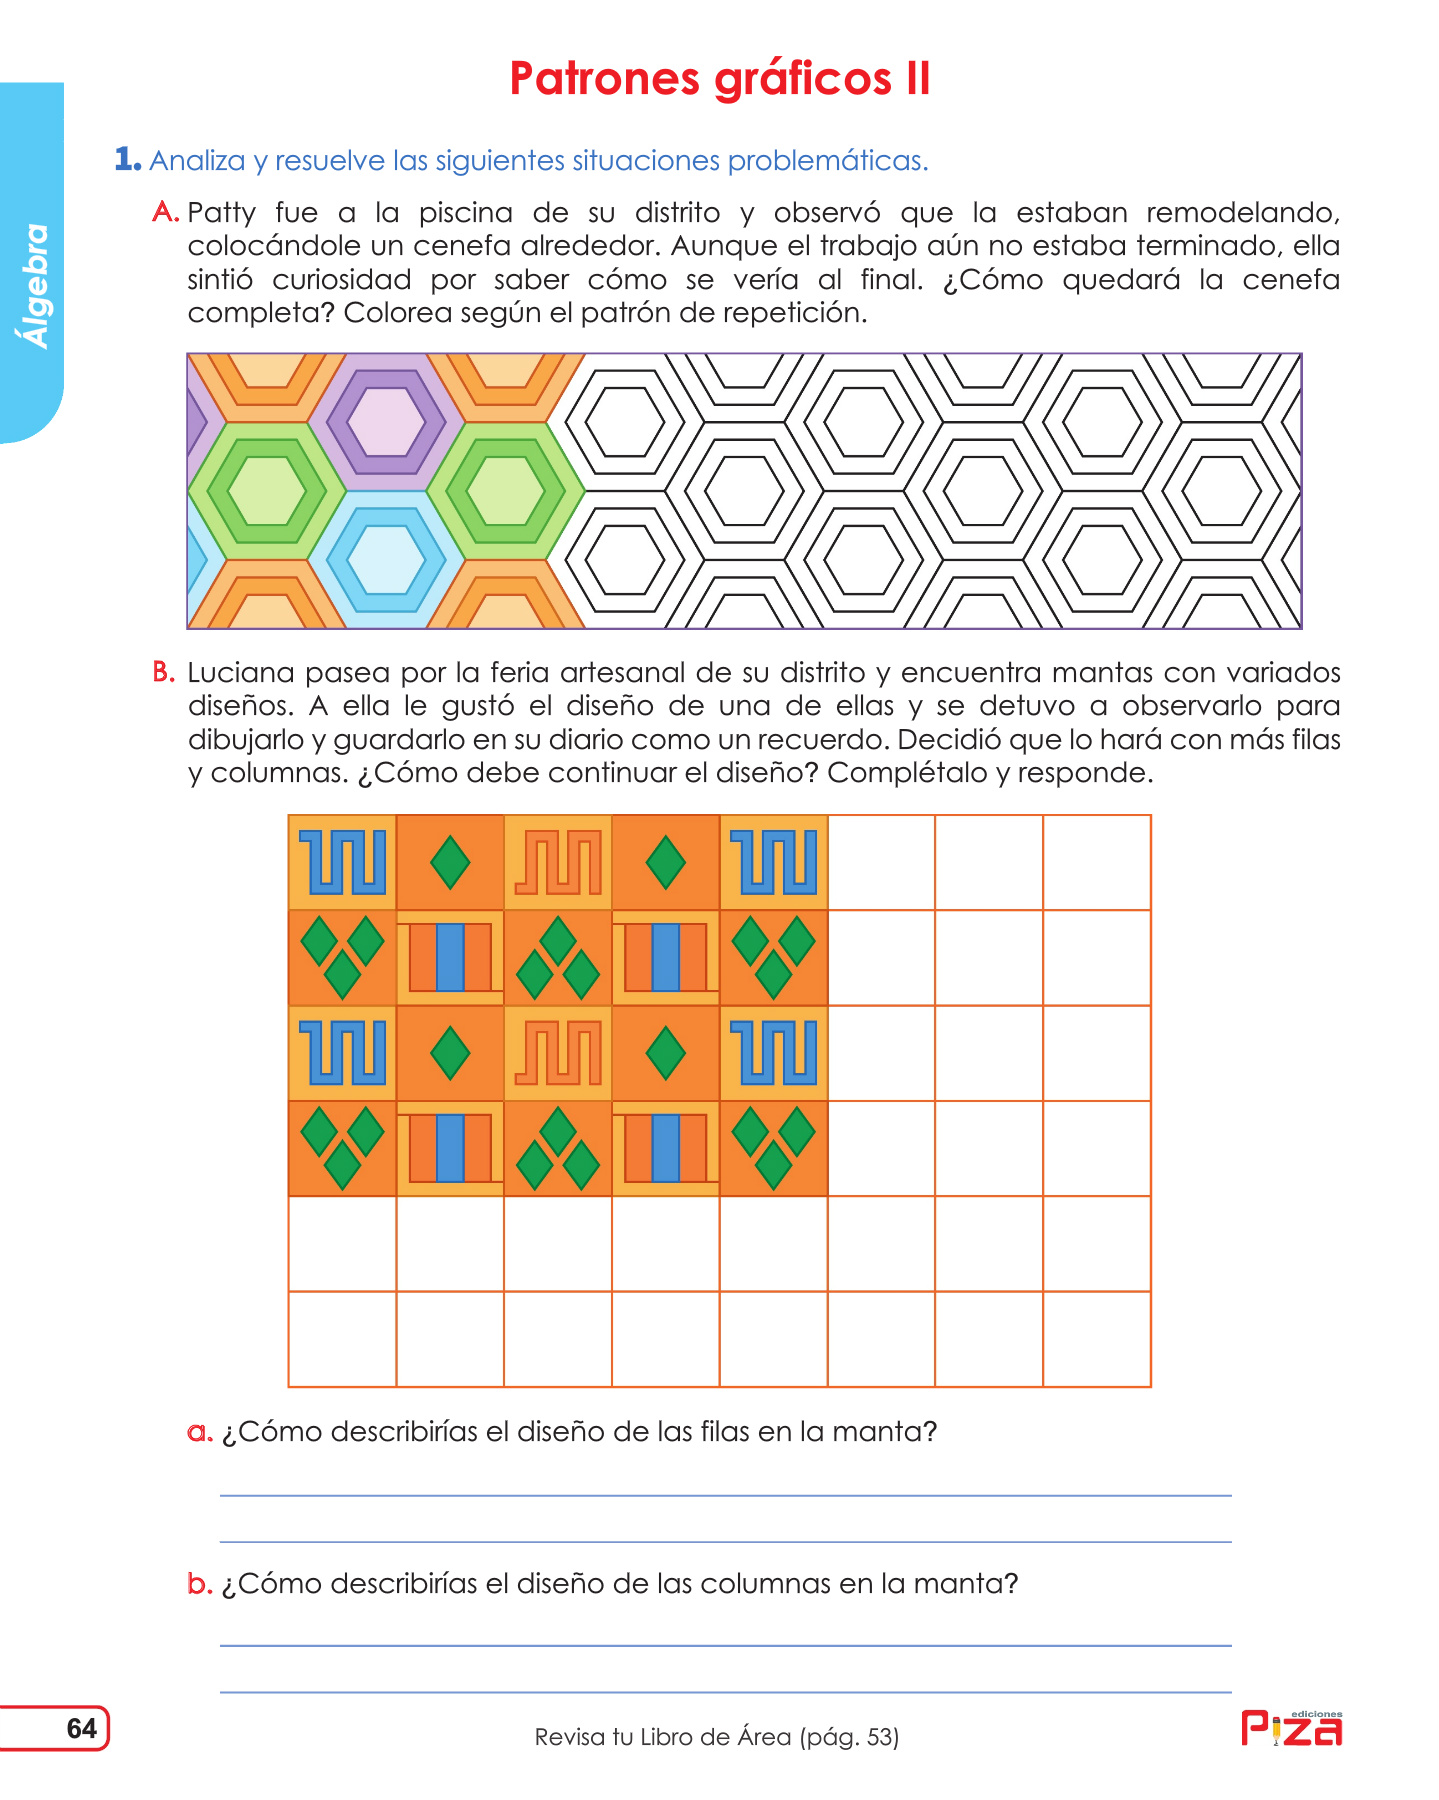 Patrones gráficos II
Álgebra
1. Analiza y resuelve las siguientes situaciones problemáticas.
A. Patty fue a la piscina de su distrito y observó que la estaban remodelando,
colocándole un cenefa alrededor. Aunque el trabajo aún no estaba terminado, ella
sintió curiosidad por saber cómo se vería al final. ¿Cómo quedará la cenefa
completa? Colorea según el patrón de repetición.
B. Luciana pasea por la feria artesanal de su distrito y encuentra mantas con variados
diseños. A ella le gustó el diseño de una de ellas y se detuvo a observarlo para
dibujarlo y guardarlo en su diario como un recuerdo. Decidió que lo hará con más filas
y columnas. ¿Cómo debe continuar el diseño? Complétalo y responde.
a. ¿Cómo describirías el diseño de las filas en la manta?
b. ¿Cómo describirías el diseño de las columnas en la manta?
64
Revisa tu Libro de Área (pág. 53)
ediciones
Piza